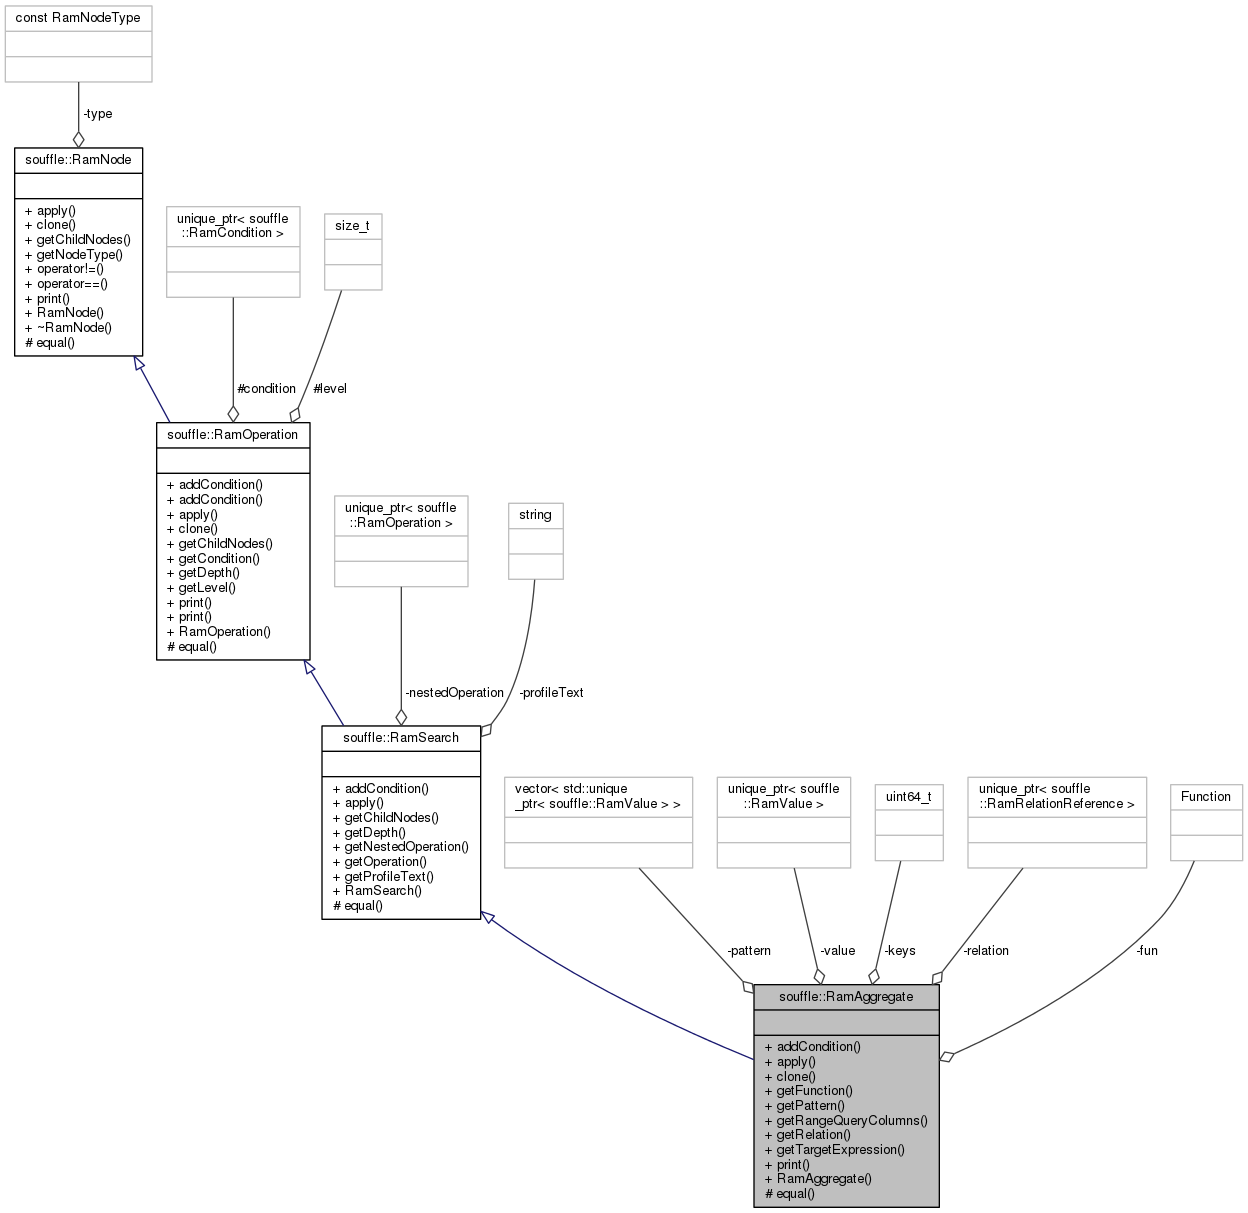 const RamNodeType
-type
souffle::RamNode
+ apply()
+ clone()
+ getChildNodes()
+ getNodeType()
+ operator!=()
+ operator==()
+ print()
+ RamNode()
+ ~RamNode()
# equal()
unique_ptr< souffle
::RamCondition >
size_t
#condition
#level
souffle::RamOperation
+ addCondition()
+ addCondition()
+ apply()
+ clone()
+ getChildNodes()
+ getCondition()
+ getDepth()
+ getLevel()
+ print()
+ print()
+ RamOperation()
# equal()
unique_ptr< souffle
::RamOperation >
string
-nestedOperation
-profileText
souffle::RamSearch
+ addCondition()
+ apply()
+ getChildNodes()
+ getDepth()
+ getNestedOperation()
+ getOperation()
+ getProfileText()
+ RamSearch()
# equal()
vector< std::unique
_ptr< souffle::RamValue > >
unique_ptr< souffle
::RamValue >
uint64_t
unique_ptr< souffle
::RamRelationReference >
Function
-pattern
-value
-keys
-relation
-fun
souffle::RamAggregate
+ addCondition()
+ apply()
+ clone()
+ getFunction()
+ getPattern()
+ getRangeQueryColumns()
+ getRelation()
+ getTargetExpression()
+ print()
+ RamAggregate()
# equal()